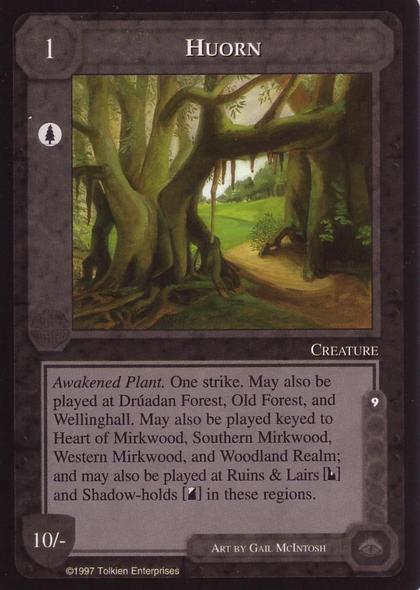 1
HUORN
CREATURE
Awakened Plant. One strike. May also be
played at Drúadan Forest, Old Forest, and
Wellinghall. May also be played keyed to
Heart of Mirkwood, Southern Mirkwood,
Western Mirkwood, and Woodland Realm;
and may also be played at Ruins & Lairs []
and Shadow-holds [] in these regions.
9
10/-
ART BY GAIL MCINTOSH
©1997 Tolkien Enterprises